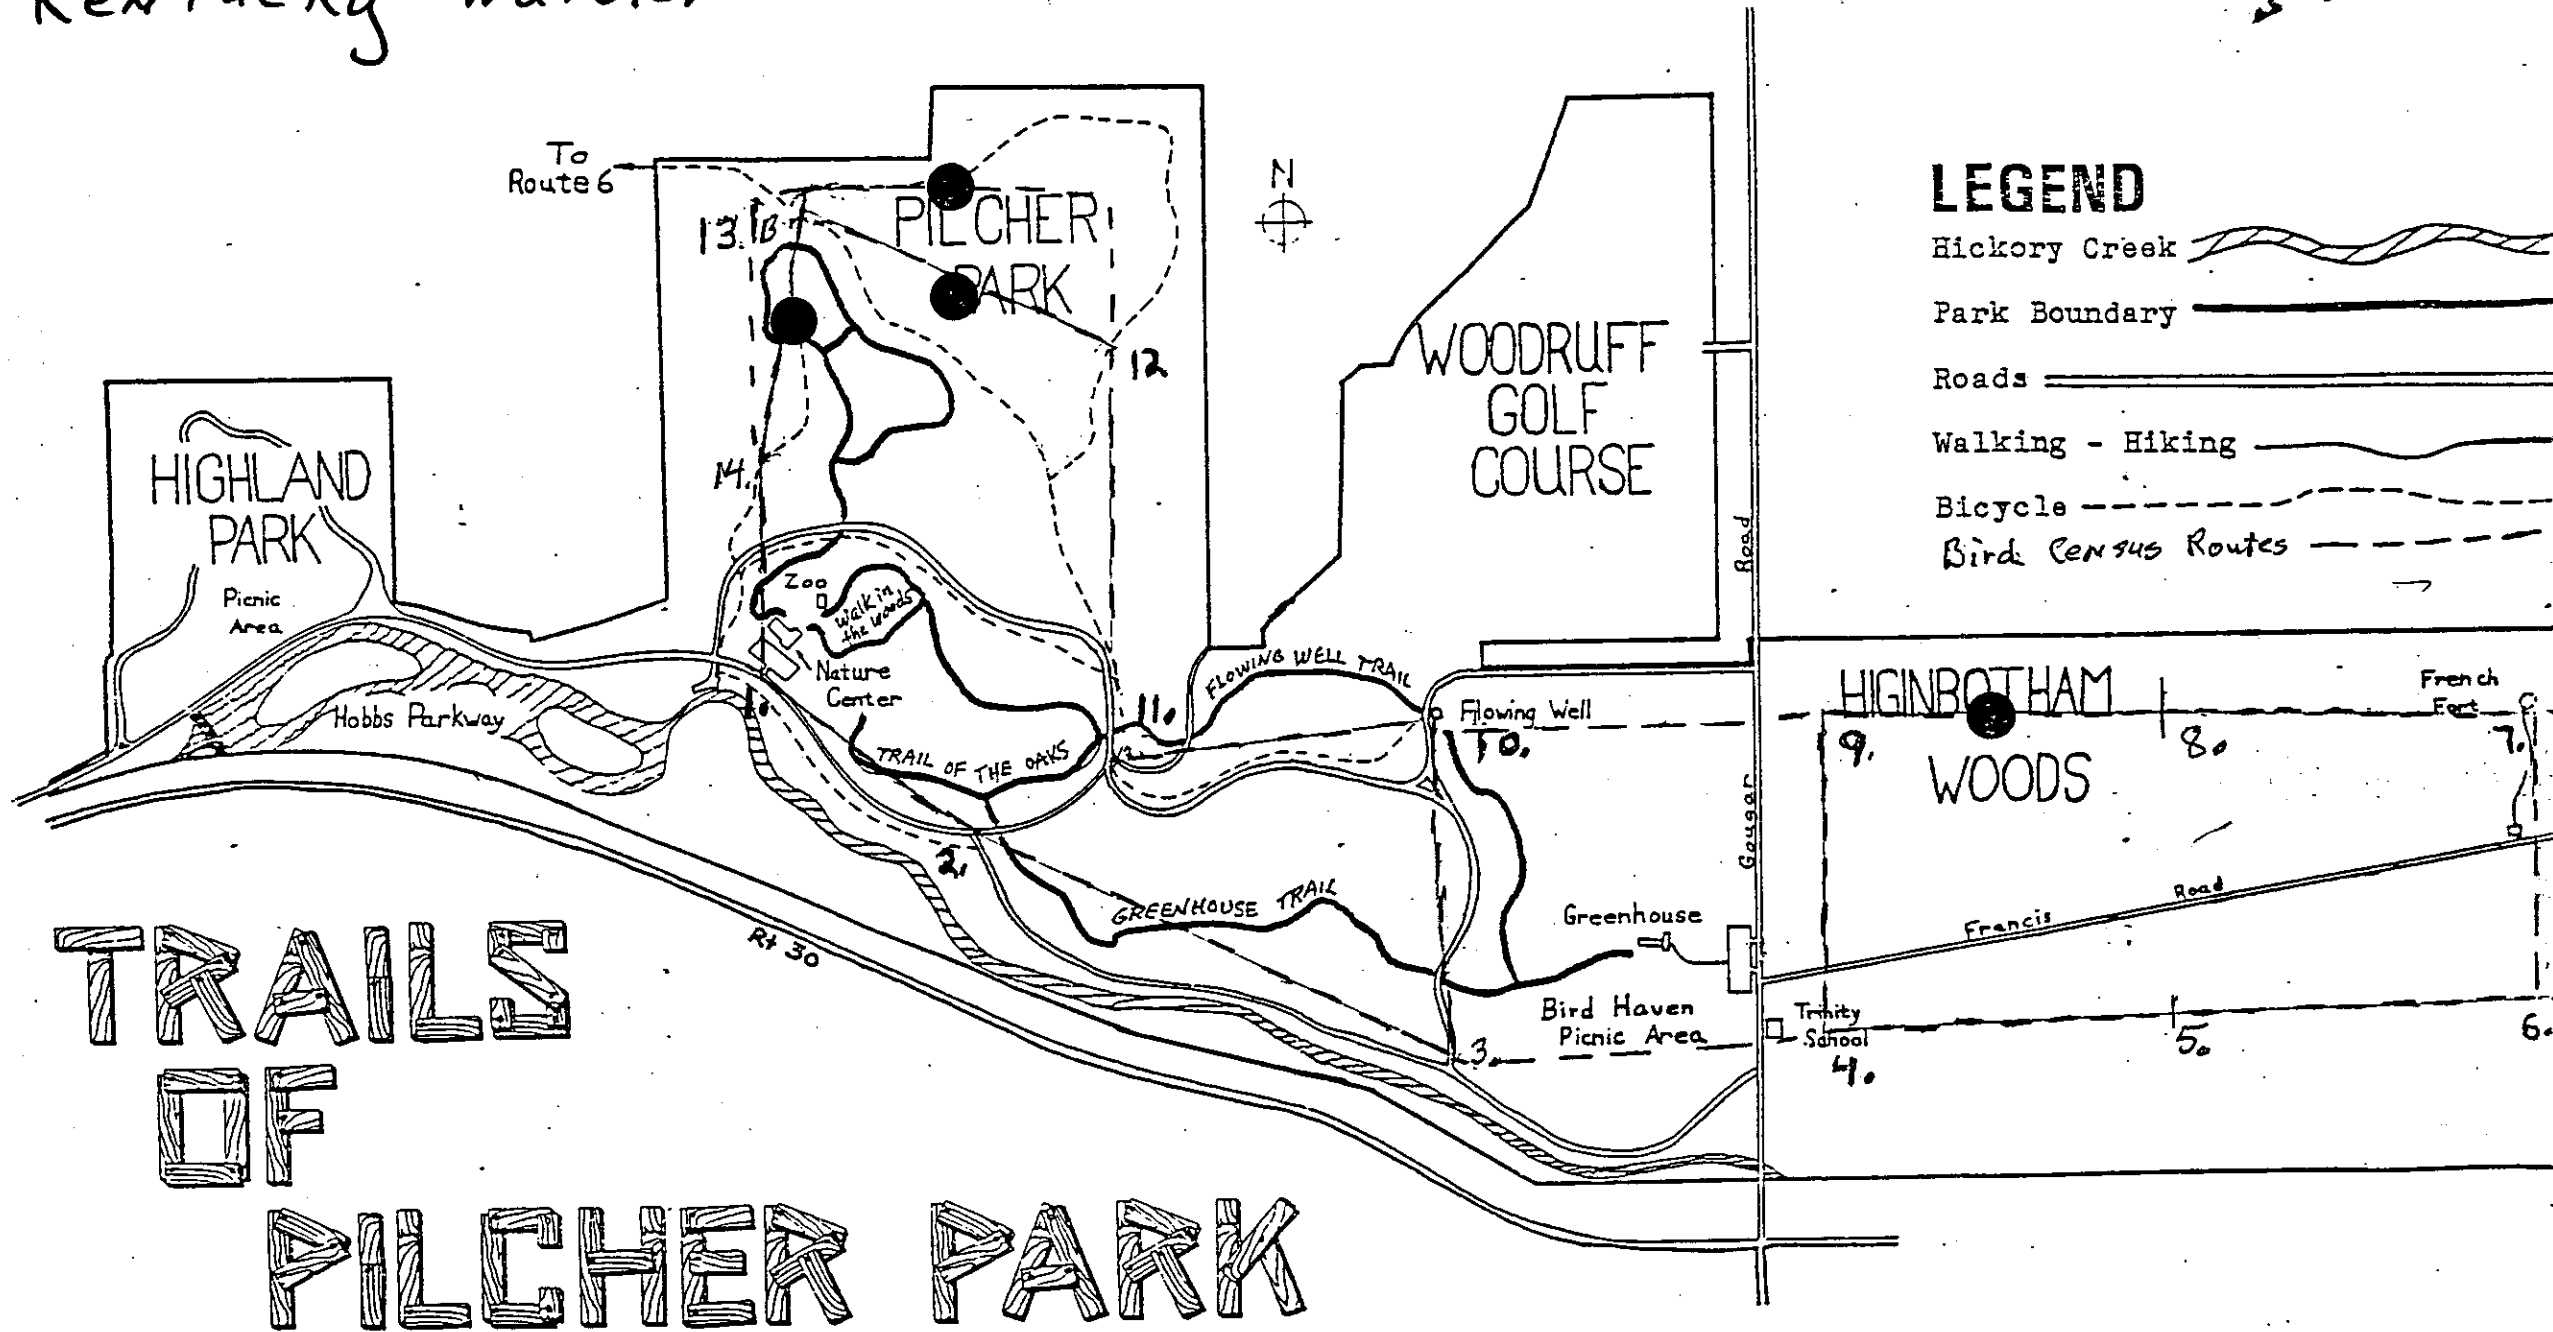 Kentucky Warbler
To
Route 6
PILCHER
PARK
N
13.
B
12
14.
HIGHLAND
PARK
Picnic
Area
WOODRUFF
GOLF
COURSE
LEGEND
Hickory Creek
Park Boundary
Roads
Walking - Hiking
Bicycle
Bird Census Routes
Road
Zoo
Walk in
the woods
Nature
Center
Hobbs Parkway
1.
TRAIL OF THE OAKS
11.
FLOWING WELL TRAIL
Flowing Well
10.
2.
GREENHOUSE TRAIL
Rt 30
Greenhouse
Bird Haven
Picnic Area
3.
Gougar
HIGINBOTHAM
WOODS
French
Fort
9.
8.
7.
Francis Road
Trinity
School
4.
5.
6.
TRAILS
OF
PILCHER PARK